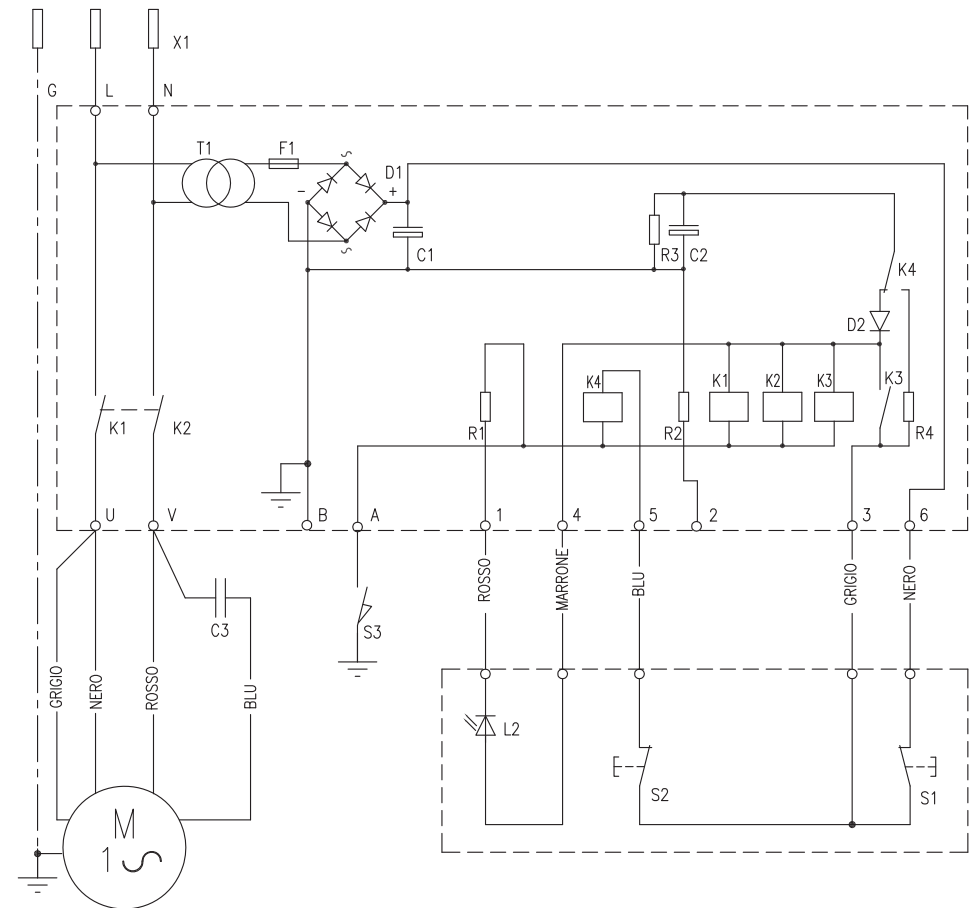 X1
G
L
N
T1
F1
D1
-
+
C1
R3
C2
K4
D2
K1
K2
K4
K1
K2
K3
K3
R1
R2
R4
U
V
B
A
1
4
5
2
3
6
ROSSO
MARRONE
BLU
GRIGIO
NERO
C3
S3
GRIGIO
NERO
ROSSO
BLU
L2
S2
S1
M
1